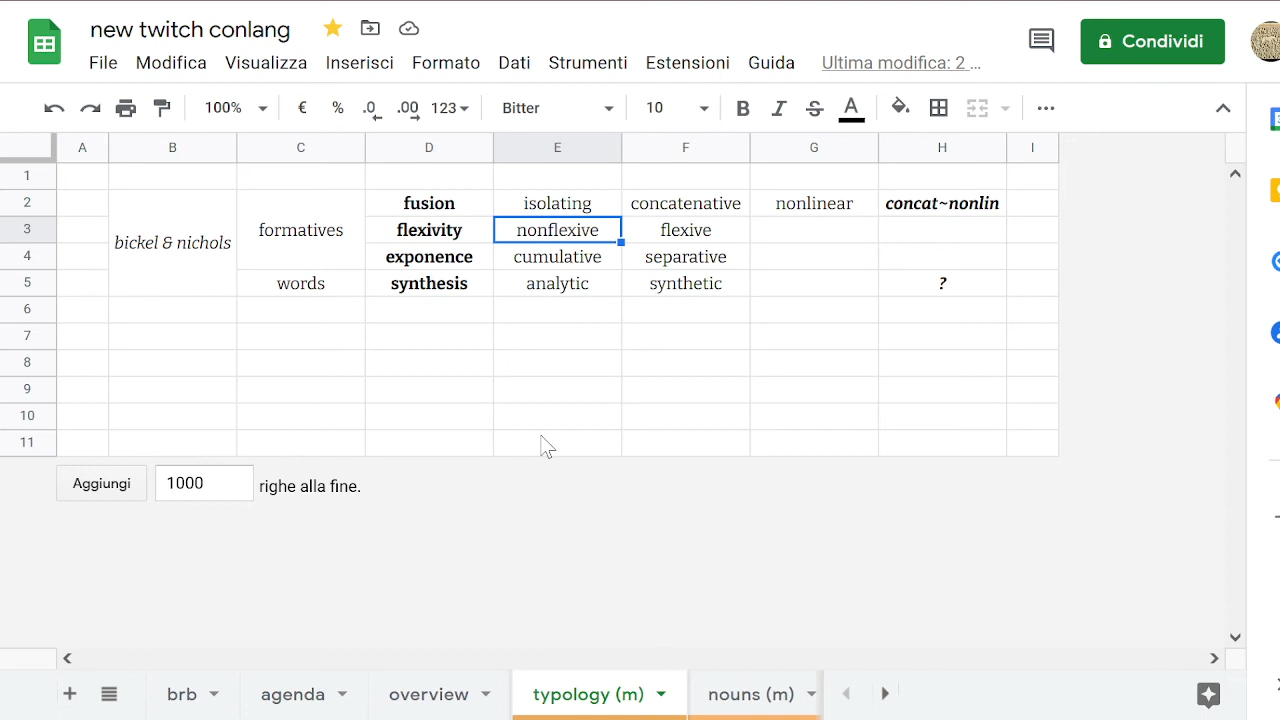 new twitch conlang
File Modifica Visualizza Inserisci Formato Dati Strumenti Estensioni Guida Ultima modifica: 2 ...
Condividi
100% € % .0 .00 123 Bitter 10 B I S A
A B C D E F G H I
1
2 fusion isolating concatenative nonlinear concat~nonlin
3 bickel & nichols formatives flexivity nonflexive flexive
4 exponence cumulative separative
5 words synthesis analytic synthetic ?
6
7
8
9
10
11
Aggiungi 1000 righe alla fine.
brb agenda overview typology (m) nouns (m)